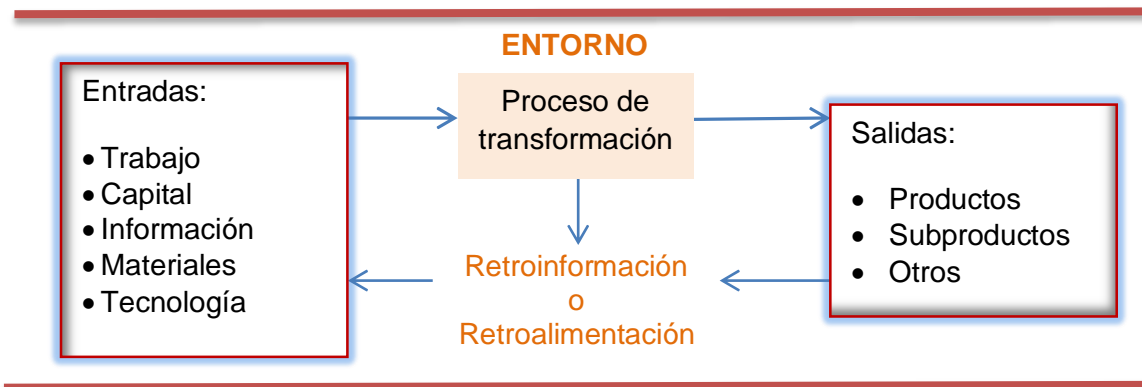 ENTORNO
Entradas:
• Trabajo
• Capital
• Información
• Materiales
• Tecnología
Proceso de
transformación
Salidas:
• Productos
• Subproductos
• Otros
Retroinformación
o
Retroalimentación